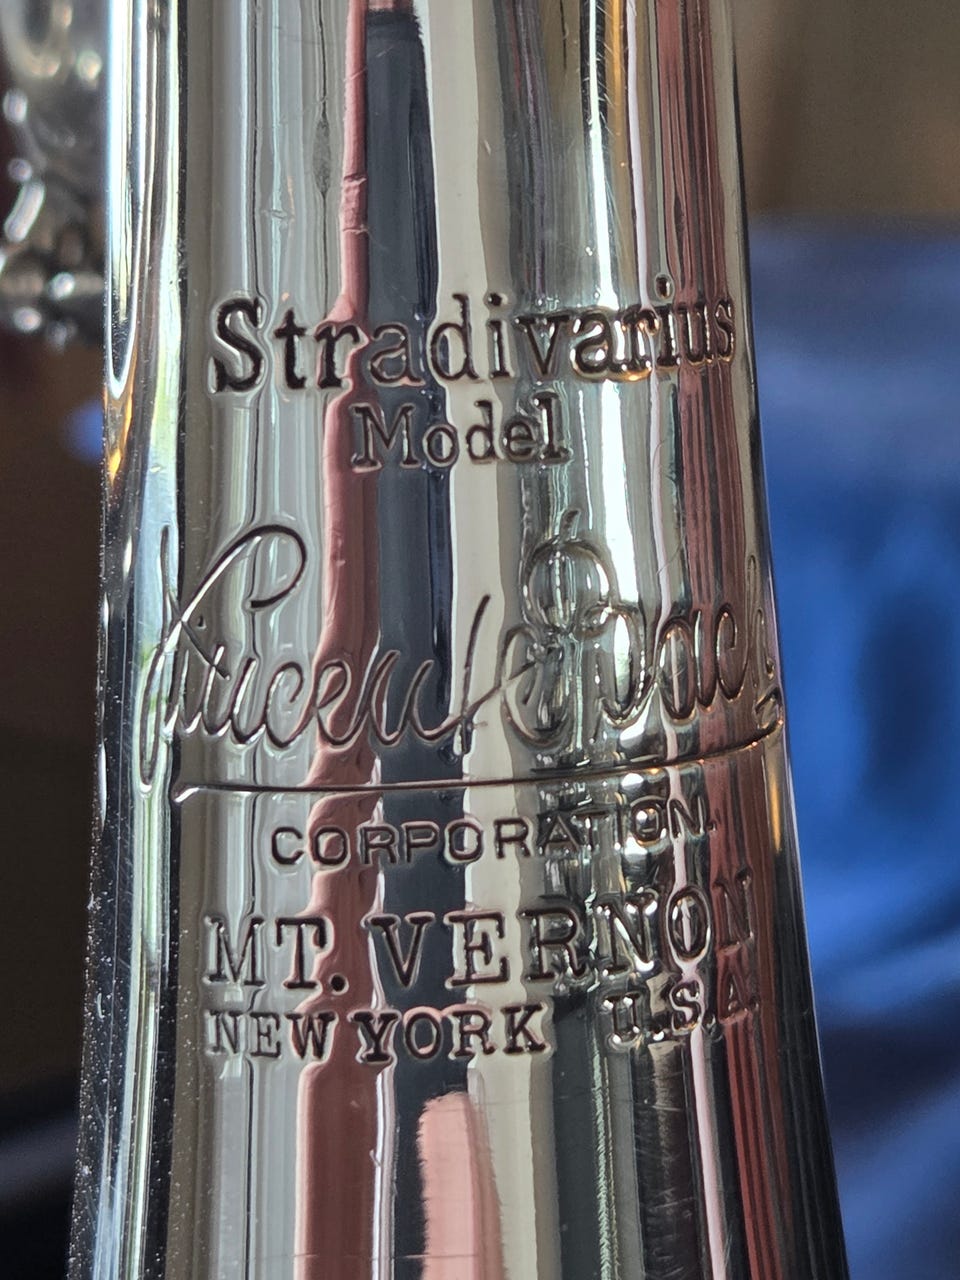 Stradivarius
Model
Vincent Bach
CORPORATION.
MT. VERNON
NEW YORK U.S.A.